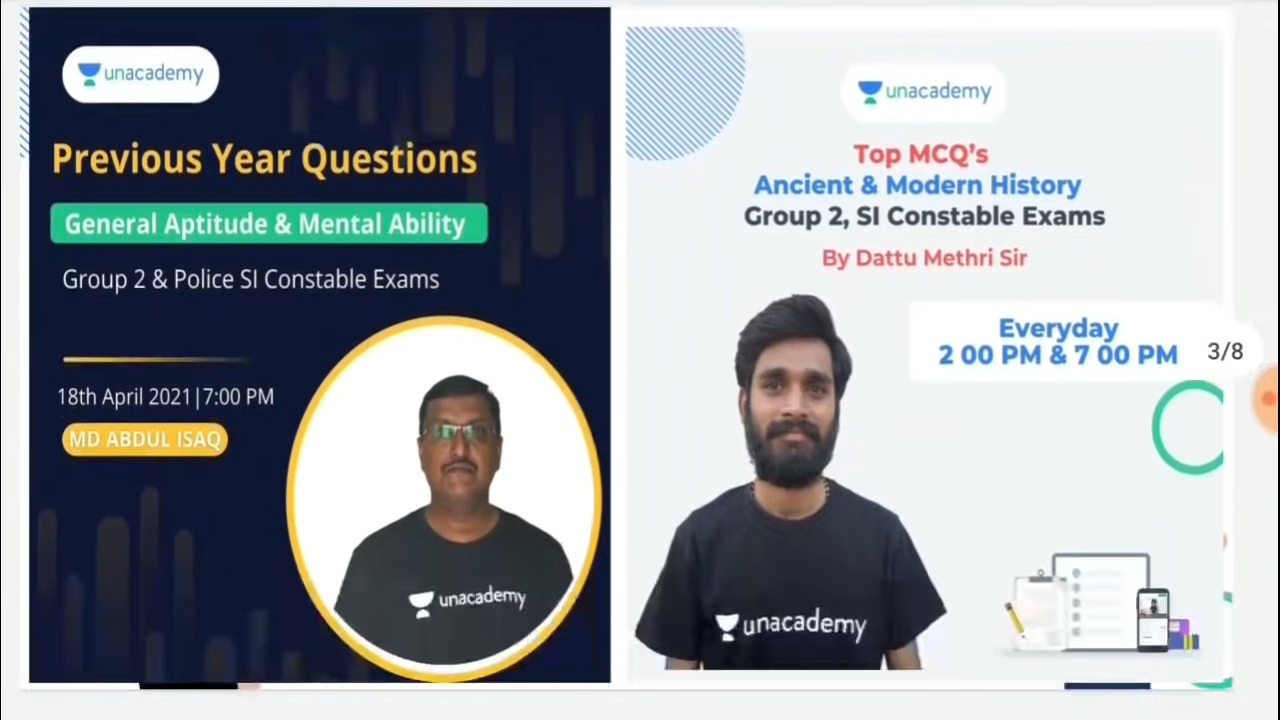 unacademy
Previous Year Questions
General Aptitude & Mental Ability
Group 2 & Police SI Constable Exams
18th April 2021|7:00 PM
MD ABDUL ISAQ
unacademy
unacademy
Top MCQ's
Ancient & Modern History
Group 2, SI Constable Exams
By Dattu Methri Sir
Everyday
2 00 PM & 7 00 PM
3/8
unacademy